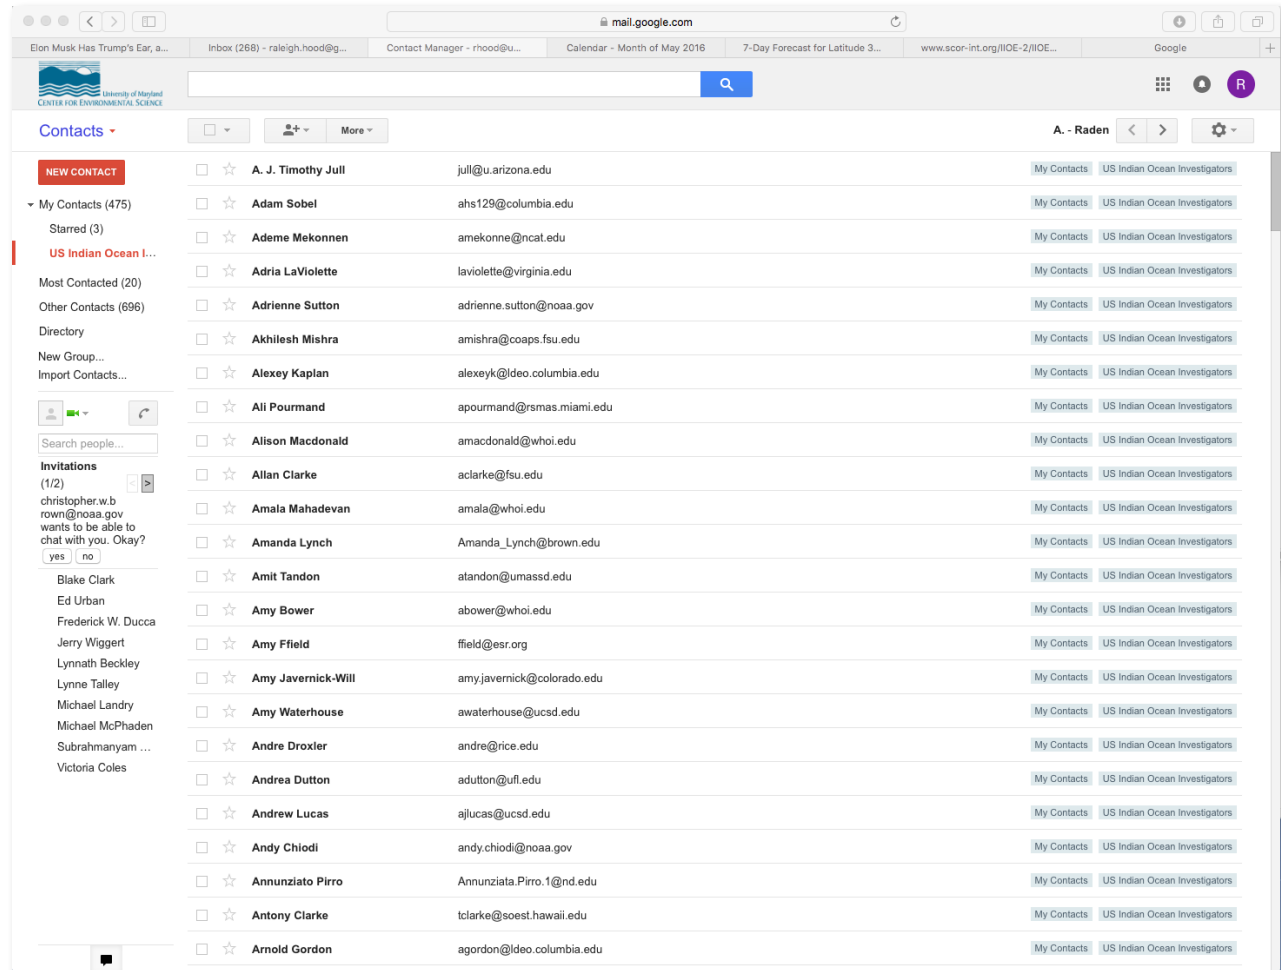 mail.google.com
Elon Musk Has Trump's Ear, a...
Inbox (268) - raleigh.hood@g...
Contact Manager - rhood@u...
Calendar - Month of May 2016
7-Day Forecast for Latitude 3...
www.scor-int.org/IIOE-2/IIOE...
Google
University of Maryland
CENTER FOR ENVIRONMENTAL SCIENCE
R
Contacts
More
A. - Raden
NEW CONTACT
My Contacts (475)
Starred (3)
US Indian Ocean I...
Most Contacted (20)
Other Contacts (696)
Directory
New Group...
Import Contacts...
Search people...
Invitations
(1/2)
< >
christopher.w.b
rown@noaa.gov
wants to be able to
chat with you. Okay?
yes no
Blake Clark
Ed Urban
Frederick W. Ducca
Jerry Wiggert
Lynnath Beckley
Lynne Talley
Michael Landry
Michael McPhaden
Subrahmanyam ...
Victoria Coles
A. J. Timothy Jull jull@u.arizona.edu My Contacts US Indian Ocean Investigators
Adam Sobel ahs129@columbia.edu My Contacts US Indian Ocean Investigators
Ademe Mekonnen amekonne@ncat.edu My Contacts US Indian Ocean Investigators
Adria LaViolette laviolette@virginia.edu My Contacts US Indian Ocean Investigators
Adrienne Sutton adrienne.sutton@noaa.gov My Contacts US Indian Ocean Investigators
Akhilesh Mishra amishra@coaps.fsu.edu My Contacts US Indian Ocean Investigators
Alexey Kaplan alexeyk@ldeo.columbia.edu My Contacts US Indian Ocean Investigators
Ali Pourmand apourmand@rsmas.miami.edu My Contacts US Indian Ocean Investigators
Alison Macdonald amacdonald@whoi.edu My Contacts US Indian Ocean Investigators
Allan Clarke aclarke@fsu.edu My Contacts US Indian Ocean Investigators
Amala Mahadevan amala@whoi.edu My Contacts US Indian Ocean Investigators
Amanda Lynch Amanda_Lynch@brown.edu My Contacts US Indian Ocean Investigators
Amit Tandon atandon@umassd.edu My Contacts US Indian Ocean Investigators
Amy Bower abower@whoi.edu My Contacts US Indian Ocean Investigators
Amy Ffield ffield@esr.org My Contacts US Indian Ocean Investigators
Amy Javernick-Will amy.javernick@colorado.edu My Contacts US Indian Ocean Investigators
Amy Waterhouse awaterhouse@ucsd.edu My Contacts US Indian Ocean Investigators
Andre Droxler andre@rice.edu My Contacts US Indian Ocean Investigators
Andrea Dutton adutton@ufl.edu My Contacts US Indian Ocean Investigators
Andrew Lucas ajlucas@ucsd.edu My Contacts US Indian Ocean Investigators
Andy Chiodi andy.chiodi@noaa.gov My Contacts US Indian Ocean Investigators
Annunziato Pirro Annunziata.Pirro.1@nd.edu My Contacts US Indian Ocean Investigators
Antony Clarke tclarke@soest.hawaii.edu My Contacts US Indian Ocean Investigators
Arnold Gordon agordon@ldeo.columbia.edu My Contacts US Indian Ocean Investigators